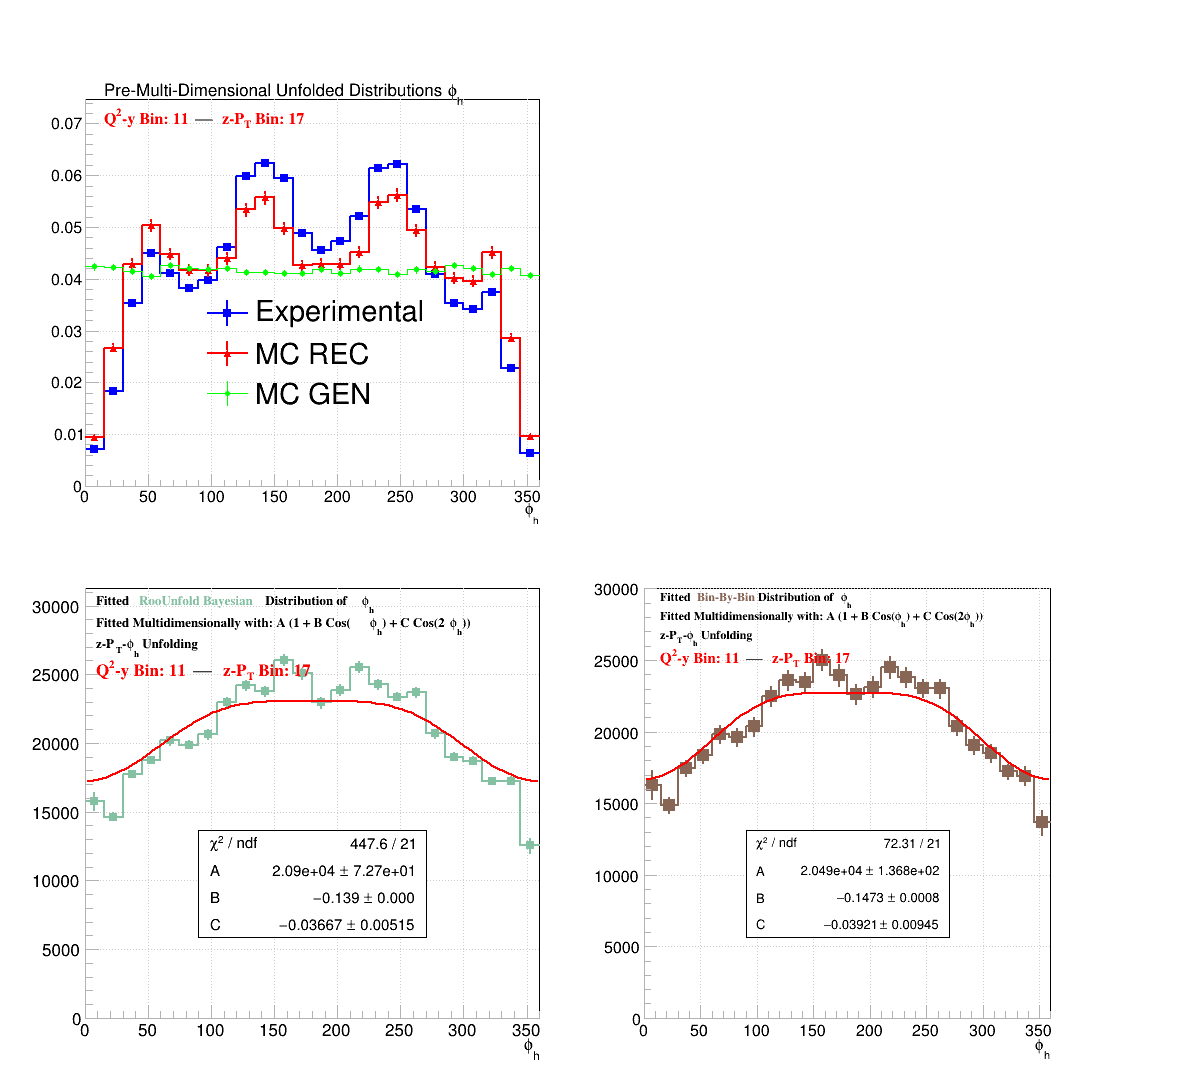 Pre-Multi-Dimensional Unfolded Distributions ϕh
Q²-y Bin: 11 — z-PT Bin: 17
0.07
0.06
0.05
0.04
0.03
0.02
0.01
0
Experimental
MC REC
MC GEN
0 50 100 150 200 250 300 350
ϕh
Fitted RooUnfold Bayesian Distribution of ϕh
Fitted Multidimensionally with: A (1 + B Cos( ϕh) + C Cos(2 ϕh))
z-PT-ϕh Unfolding
Q²-y Bin: 11 — z-PT Bin: 17
30000
25000
20000
15000
10000
5000
0
χ² / ndf 447.6 / 21
A 2.09e+04 ± 7.27e+01
B −0.139 ± 0.000
C −0.03667 ± 0.00515
0 50 100 150 200 250 300 350
ϕh
Fitted Bin-By-Bin Distribution of ϕh
Fitted Multidimensionally with: A (1 + B Cos(ϕh) + C Cos(2ϕh))
z-PT-ϕh Unfolding
Q²-y Bin: 11 — z-PT Bin: 17
30000
25000
20000
15000
10000
5000
0
χ² / ndf 72.31 / 21
A 2.049e+04 ± 1.368e+02
B −0.1473 ± 0.0008
C −0.03921 ± 0.00945
0 50 100 150 200 250 300 350
ϕh